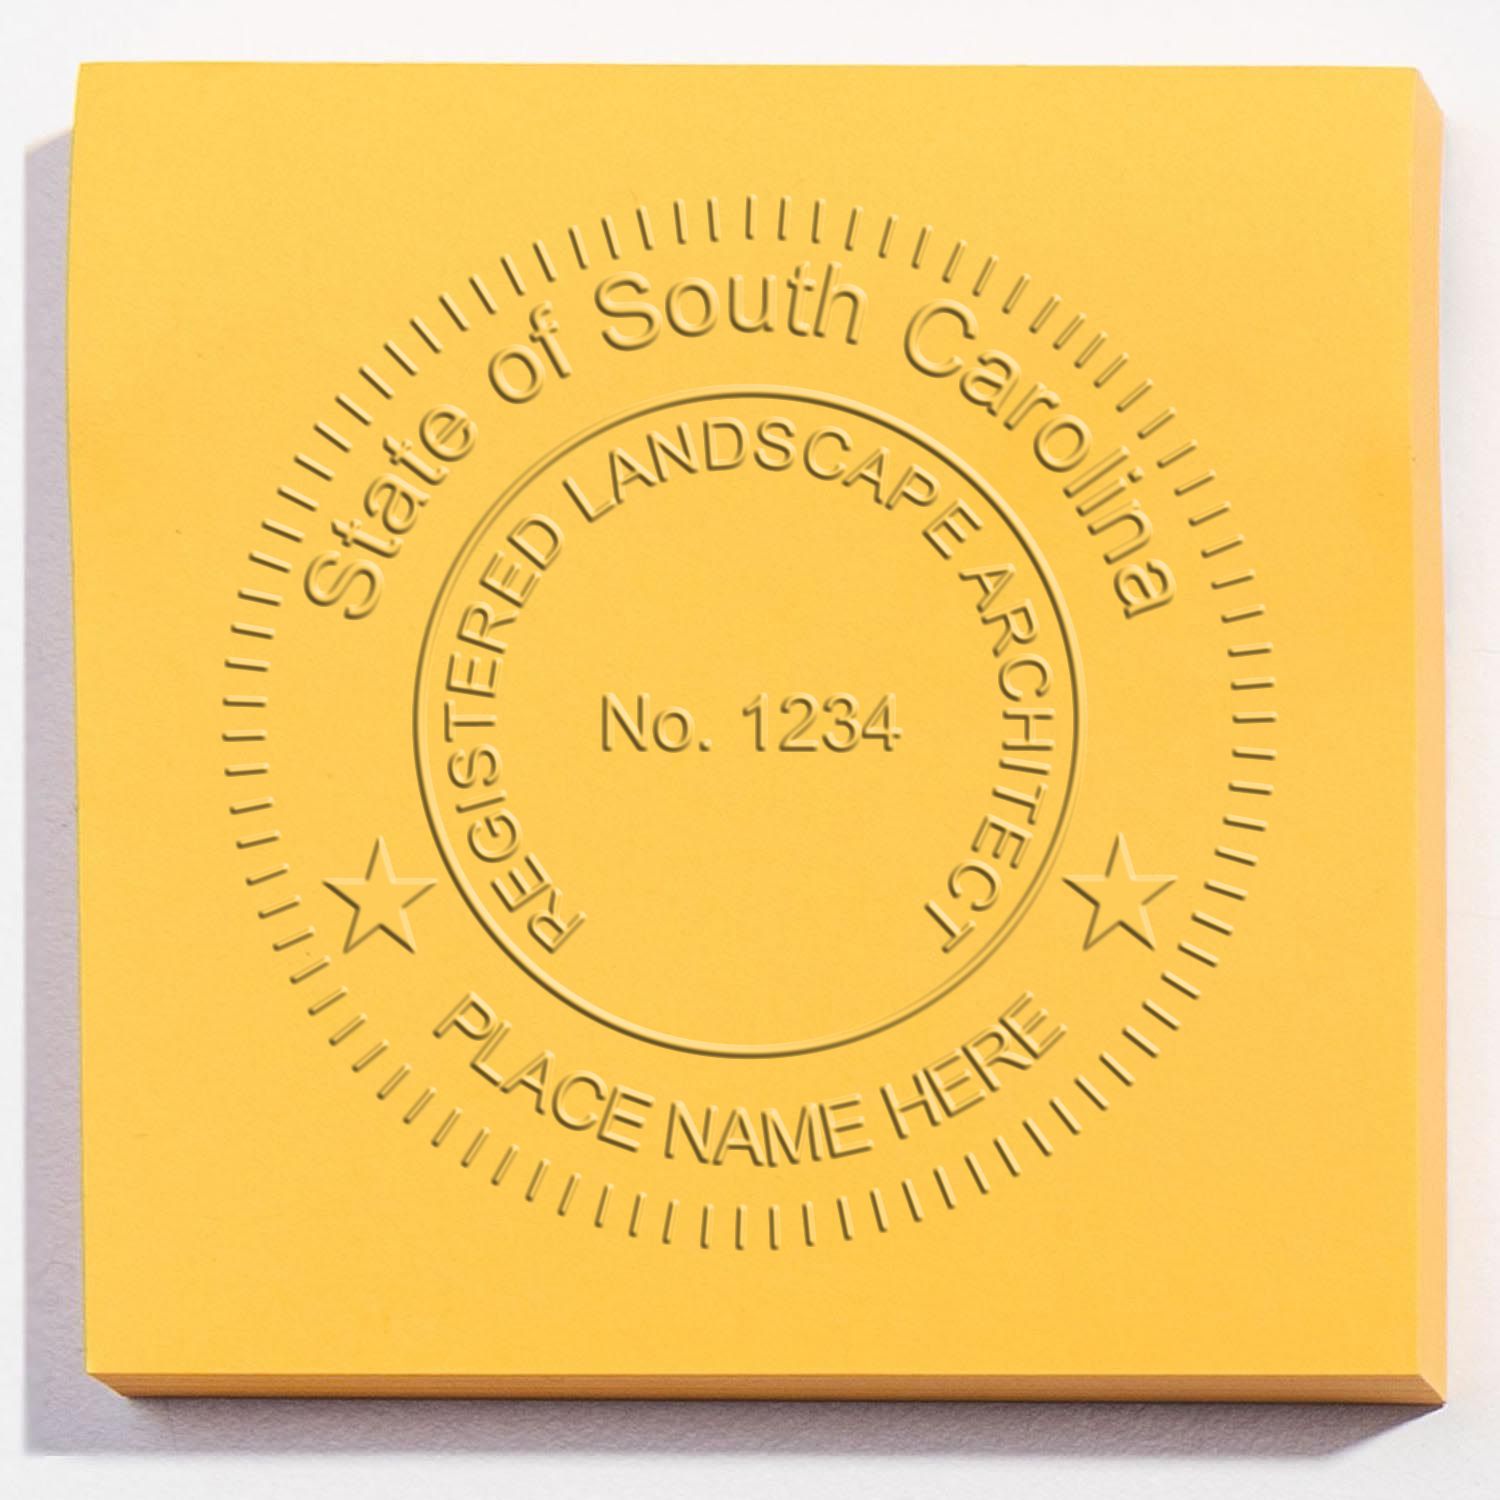 State of South Carolina
REGISTERED LANDSCAPE ARCHITECT
No. 1234
PLACE NAME HERE